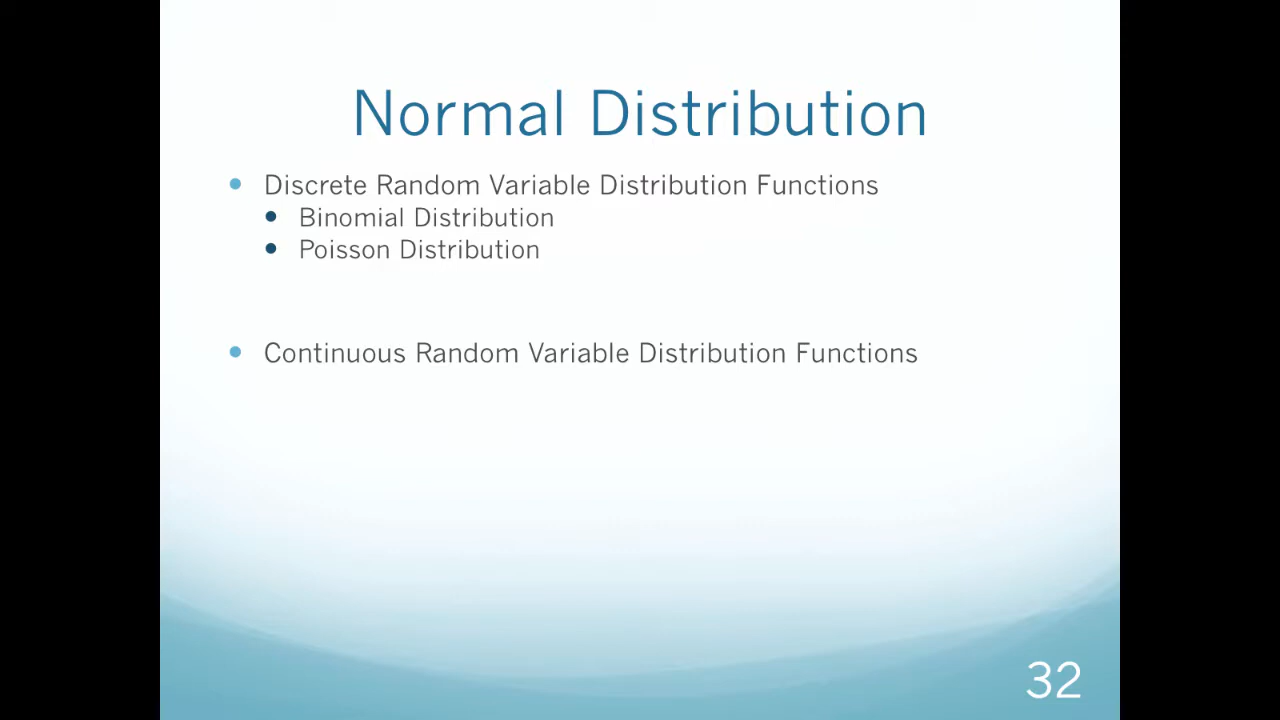 Normal Distribution
Discrete Random Variable Distribution Functions
Binomial Distribution
Poisson Distribution
Continuous Random Variable Distribution Functions
32